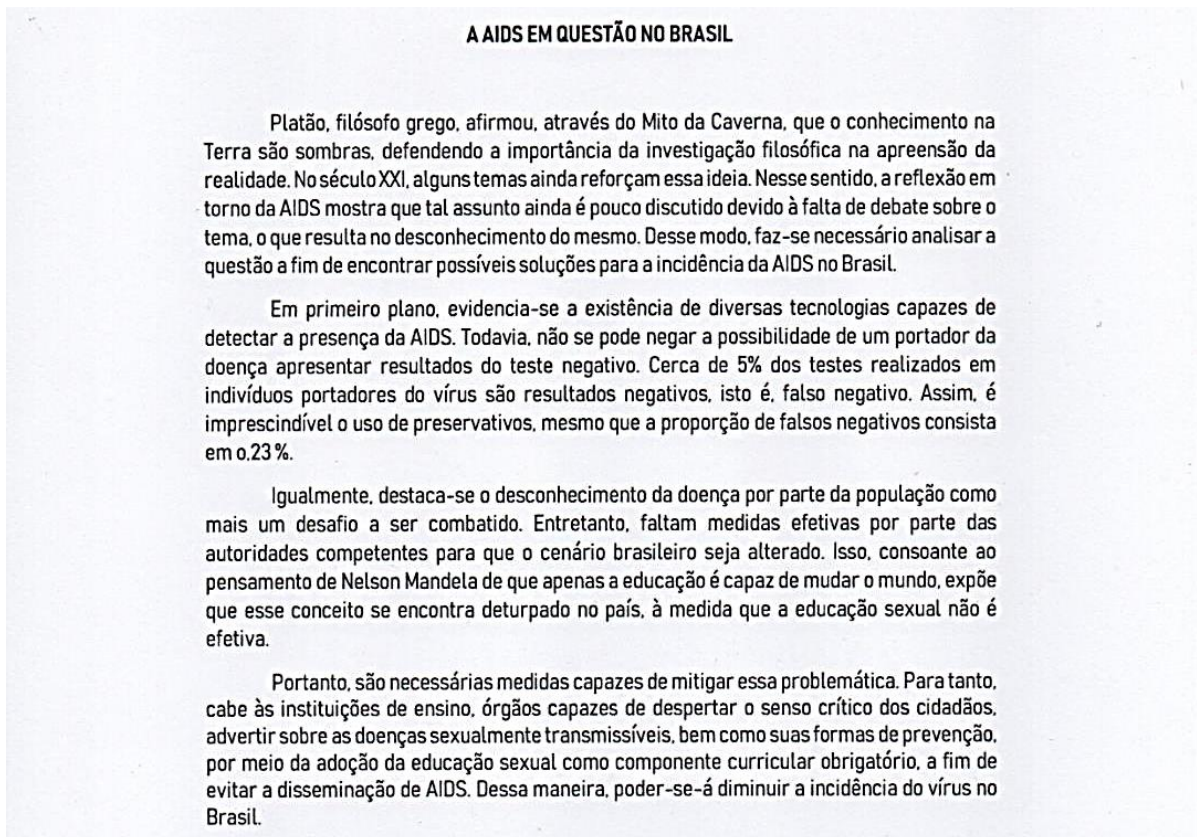 A AIDS EM QUESTÃO NO BRASIL
Platão, filósofo grego, afirmou, através do Mito da Caverna, que o conhecimento na
Terra são sombras, defendendo a importância da investigação filosófica na apreensão da
realidade. No século XXI, alguns temas ainda reforçam essa ideia. Nesse sentido, a reflexão em
torno da AIDS mostra que tal assunto ainda é pouco discutido devido à falta de debate sobre o
tema, o que resulta no desconhecimento do mesmo. Desse modo, faz-se necessário analisar a
questão a fim de encontrar possíveis soluções para a incidência da AIDS no Brasil.
Em primeiro plano, evidencia-se a existência de diversas tecnologias capazes de
detectar a presença da AIDS. Todavia, não se pode negar a possibilidade de um portador da
doença apresentar resultados do teste negativo. Cerca de 5% dos testes realizados em
indivíduos portadores do vírus são resultados negativos, isto é, falso negativo. Assim, é
imprescindível o uso de preservativos, mesmo que a proporção de falsos negativos consista
em 0,23 %.
Igualmente, destaca-se o desconhecimento da doença por parte da população como
mais um desafio a ser combatido. Entretanto, faltam medidas efetivas por parte das
autoridades competentes para que o cenário brasileiro seja alterado. Isso, consoante ao
pensamento de Nelson Mandela de que apenas a educação é capaz de mudar o mundo, expõe
que esse conceito se encontra deturpado no país, à medida que a educação sexual não é
efetiva.
Portanto, são necessárias medidas capazes de mitigar essa problemática. Para tanto,
cabe às instituições de ensino, órgãos capazes de despertar o senso crítico dos cidadãos,
advertir sobre as doenças sexualmente transmissíveis, bem como suas formas de prevenção,
por meio da adoção da educação sexual como componente curricular obrigatório, a fim de
evitar a disseminação de AIDS. Dessa maneira, poder-se-á diminuir a incidência do vírus no
Brasil.